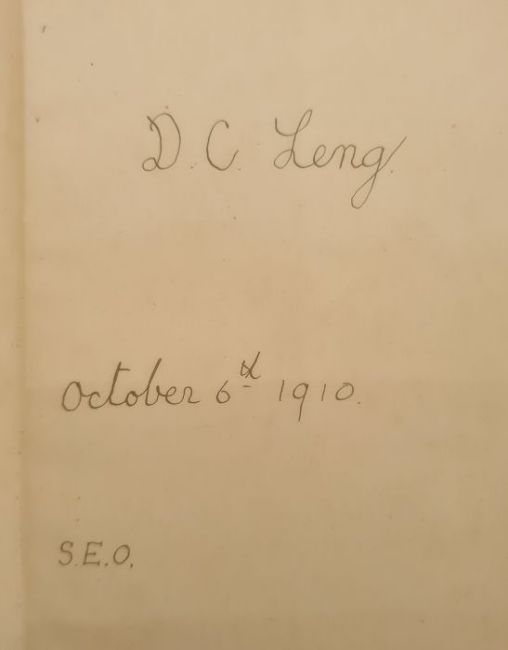 D. C. Leng.
October 6th 1910.
S.E.O.